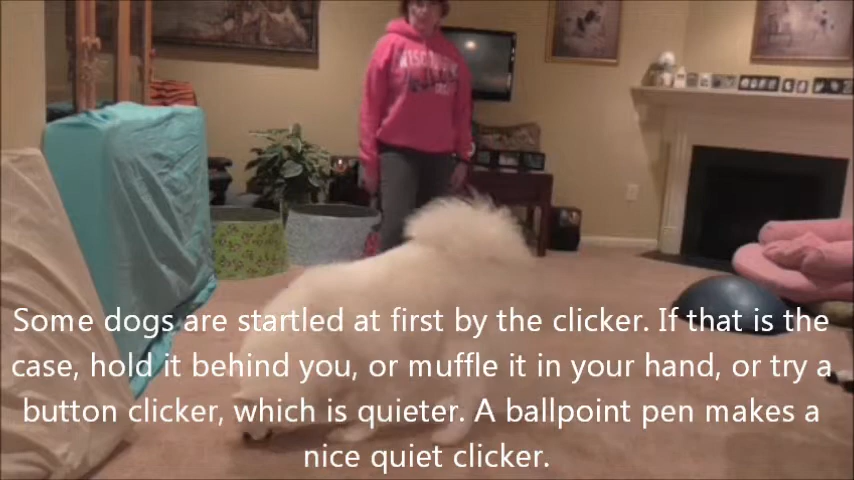 Some dogs are startled at first by the clicker. If that is the
case, hold it behind you, or muffle it in your hand, or try a
button clicker, which is quieter. A ballpoint pen makes a
nice quiet clicker.